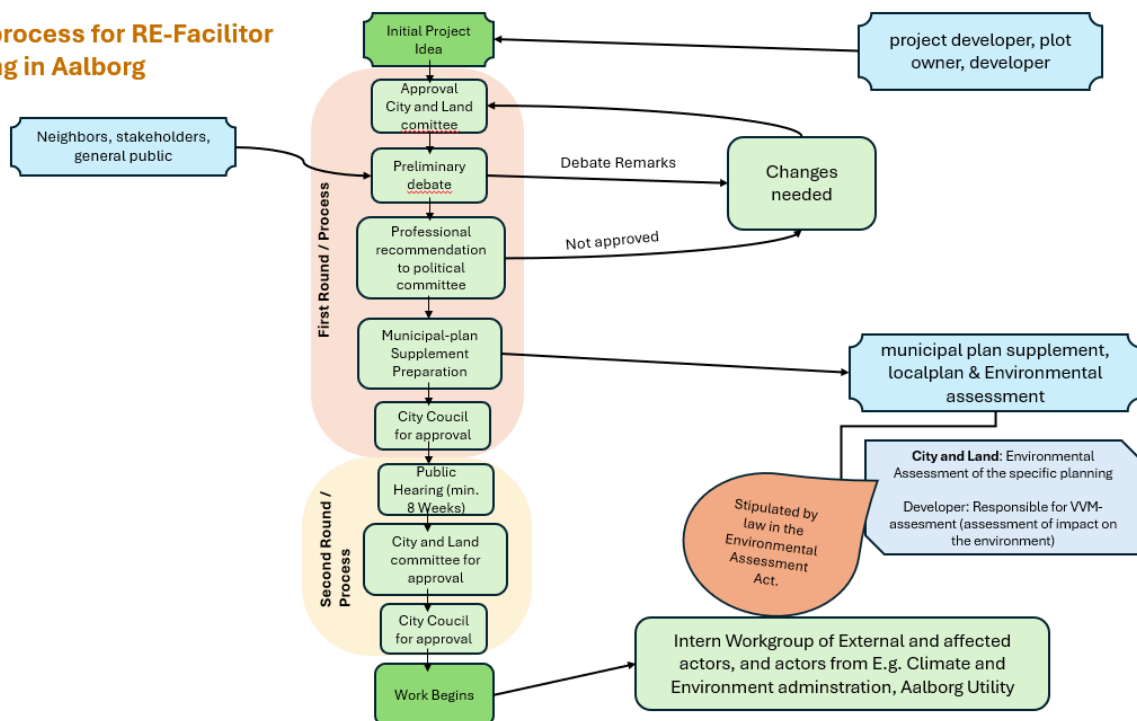 process for RE-Facilitor
g in Aalborg
Initial Project
Idea
project developer, plot
owner, developer
Approval
City and Land
comittee
Neighbors, stakeholders,
general public
Preliminary
debate
Debate Remarks
Changes
needed
Professional
recommendation
to political
committee
Not approved
First Round / Process
Municipal-plan
Supplement
Preparation
municipal plan supplement,
localplan & Environmental
assessment
City Coucil
for approval
Public
Hearing (min.
8 Weeks)
City and Land: Environmental
Assessment of the specific planning
Developer: Responsible for VVM-
assesment (assessment of impact on
the environment)
Stipulated by
law in the
Environmental
Assessment
Act.
Second Round /
Process
City and Land
committee for
approval
City Coucil
for approval
Intern Workgroup of External and affected
actors, and actors from E.g. Climate and
Environment adminstration, Aalborg Utility
Work Begins